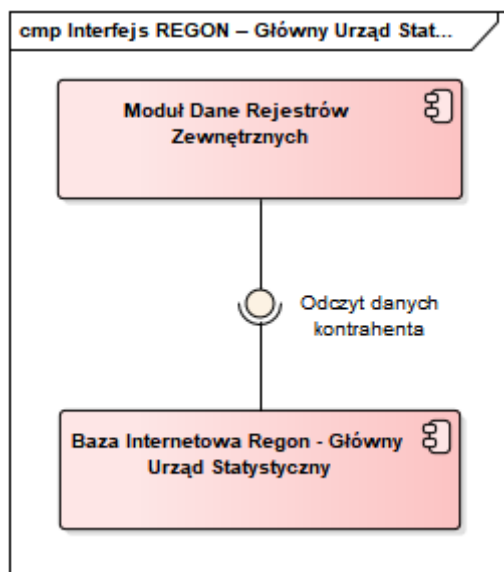 cmp Interfejs REGON – Główny Urząd Stat...
Moduł Dane Rejestrów
Zewnętrznych
Odczyt danych
kontrahenta
Baza Internetowa Regon - Główny
Urząd Statystyczny